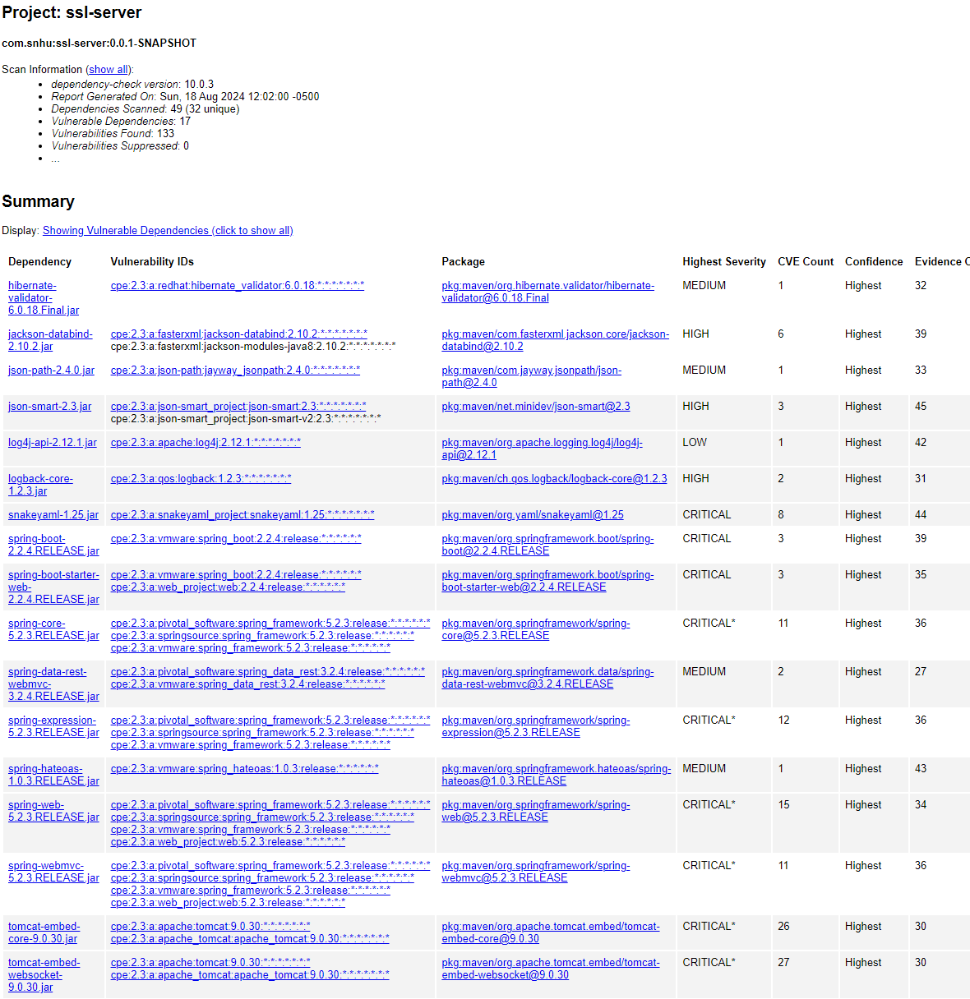 Project: ssl-server
com.snhu:ssl-server:0.0.1-SNAPSHOT
Scan Information (show all):
• dependency-check version: 10.0.3
• Report Generated On: Sun, 18 Aug 2024 12:02:00 -0500
• Dependencies Scanned: 49 (32 unique)
• Vulnerable Dependencies: 17
• Vulnerabilities Found: 133
• Vulnerabilities Suppressed: 0
• ...
Summary
Display: Showing Vulnerable Dependencies (click to show all)
Dependency Vulnerability IDs Package Highest Severity CVE Count Confidence Evidence C
hibernate- cpe:2.3:a:redhat:hibernate_validator:6.0.18:*:*:*:*:*:*:* pkg:maven/org.hibernate.validator/hibernate- MEDIUM 1 Highest 32
validator- validator@6.0.18.Final
6.0.18.Final.jar
jackson-databind- cpe:2.3:a:fasterxml:jackson-databind:2.10.2:*:*:*:*:*:*:* pkg:maven/com.fasterxml.jackson.core/jackson- HIGH 6 Highest 39
2.10.2.jar cpe:2.3:a:fasterxml:jackson-modules-java8:2.10.2:*:*:*:*:*:*:* databind@2.10.2
json-path-2.4.0.jar cpe:2.3:a:json-path:jayway_jsonpath:2.4.0:*:*:*:*:*:*:* pkg:maven/com.jayway.jsonpath/json- MEDIUM 1 Highest 33
path@2.4.0
json-smart-2.3.jar cpe:2.3:a:json-smart_project:json-smart:2.3:*:*:*:*:*:*:* pkg:maven/net.minidev/json-smart@2.3 HIGH 3 Highest 45
cpe:2.3:a:json-smart_project:json-smart-v2:2.3:*:*:*:*:*:*:*
log4j-api-2.12.1.jar cpe:2.3:a:apache:log4j:2.12.1:*:*:*:*:*:*:* pkg:maven/org.apache.logging.log4j/log4j- LOW 1 Highest 42
api@2.12.1
logback-core- cpe:2.3:a:qos:logback:1.2.3:*:*:*:*:*:*:* pkg:maven/ch.qos.logback/logback-core@1.2.3 HIGH 2 Highest 31
1.2.3.jar
snakeyaml-1.25.jar cpe:2.3:a:snakeyaml_project:snakeyaml:1.25:*:*:*:*:*:*:* pkg:maven/org.yaml/snakeyaml@1.25 CRITICAL 8 Highest 44
spring-boot- cpe:2.3:a:vmware:spring_boot:2.2.4:release:*:*:*:*:*:* pkg:maven/org.springframework.boot/spring- CRITICAL 3 Highest 39
2.2.4.RELEASE.jar boot@2.2.4.RELEASE
spring-boot-starter- cpe:2.3:a:vmware:spring_boot:2.2.4:release:*:*:*:*:*:* pkg:maven/org.springframework.boot/spring- CRITICAL 3 Highest 35
web- cpe:2.3:a:web_project:web:2.2.4:release:*:*:*:*:*:* boot-starter-web@2.2.4.RELEASE
2.2.4.RELEASE.jar
spring-core- cpe:2.3:a:pivotal_software:spring_framework:5.2.3:release:*:*:*:*:*:* pkg:maven/org.springframework/spring- CRITICAL* 11 Highest 36
5.2.3.RELEASE.jar cpe:2.3:a:springsource:spring_framework:5.2.3:release:*:*:*:*:*:* core@5.2.3.RELEASE
cpe:2.3:a:vmware:spring_framework:5.2.3:release:*:*:*:*:*:*
spring-data-rest- cpe:2.3:a:pivotal_software:spring_data_rest:3.2.4:release:*:*:*:*:*:* pkg:maven/org.springframework.data/spring- MEDIUM 2 Highest 27
webmvc- cpe:2.3:a:vmware:spring_data_rest:3.2.4:release:*:*:*:*:*:* data-rest-webmvc@3.2.4.RELEASE
3.2.4.RELEASE.jar
spring-expression- cpe:2.3:a:pivotal_software:spring_framework:5.2.3:release:*:*:*:*:*:* pkg:maven/org.springframework/spring- CRITICAL* 12 Highest 36
5.2.3.RELEASE.jar cpe:2.3:a:springsource:spring_framework:5.2.3:release:*:*:*:*:*:* expression@5.2.3.RELEASE
cpe:2.3:a:vmware:spring_framework:5.2.3:release:*:*:*:*:*:*
spring-hateoas- cpe:2.3:a:vmware:spring_hateoas:1.0.3:release:*:*:*:*:*:* pkg:maven/org.springframework.hateoas/spring- MEDIUM 1 Highest 43
1.0.3.RELEASE.jar hateoas@1.0.3.RELEASE
spring-web- cpe:2.3:a:pivotal_software:spring_framework:5.2.3:release:*:*:*:*:*:* pkg:maven/org.springframework/spring- CRITICAL* 15 Highest 34
5.2.3.RELEASE.jar cpe:2.3:a:springsource:spring_framework:5.2.3:release:*:*:*:*:*:* web@5.2.3.RELEASE
cpe:2.3:a:vmware:spring_framework:5.2.3:release:*:*:*:*:*:*
cpe:2.3:a:web_project:web:5.2.3:release:*:*:*:*:*:*
spring-webmvc- cpe:2.3:a:pivotal_software:spring_framework:5.2.3:release:*:*:*:*:*:* pkg:maven/org.springframework/spring- CRITICAL* 11 Highest 36
5.2.3.RELEASE.jar cpe:2.3:a:springsource:spring_framework:5.2.3:release:*:*:*:*:*:* webmvc@5.2.3.RELEASE
cpe:2.3:a:vmware:spring_framework:5.2.3:release:*:*:*:*:*:*
cpe:2.3:a:web_project:web:5.2.3:release:*:*:*:*:*:*
tomcat-embed- cpe:2.3:a:apache:tomcat:9.0.30:*:*:*:*:*:*:* pkg:maven/org.apache.tomcat.embed/tomcat- CRITICAL* 26 Highest 30
core-9.0.30.jar cpe:2.3:a:apache_tomcat:apache_tomcat:9.0.30:*:*:*:*:*:*:* embed-core@9.0.30
tomcat-embed- cpe:2.3:a:apache:tomcat:9.0.30:*:*:*:*:*:*:* pkg:maven/org.apache.tomcat.embed/tomcat- CRITICAL* 27 Highest 30
websocket- cpe:2.3:a:apache_tomcat:apache_tomcat:9.0.30:*:*:*:*:*:*:* embed-websocket@9.0.30
9.0.30.jar